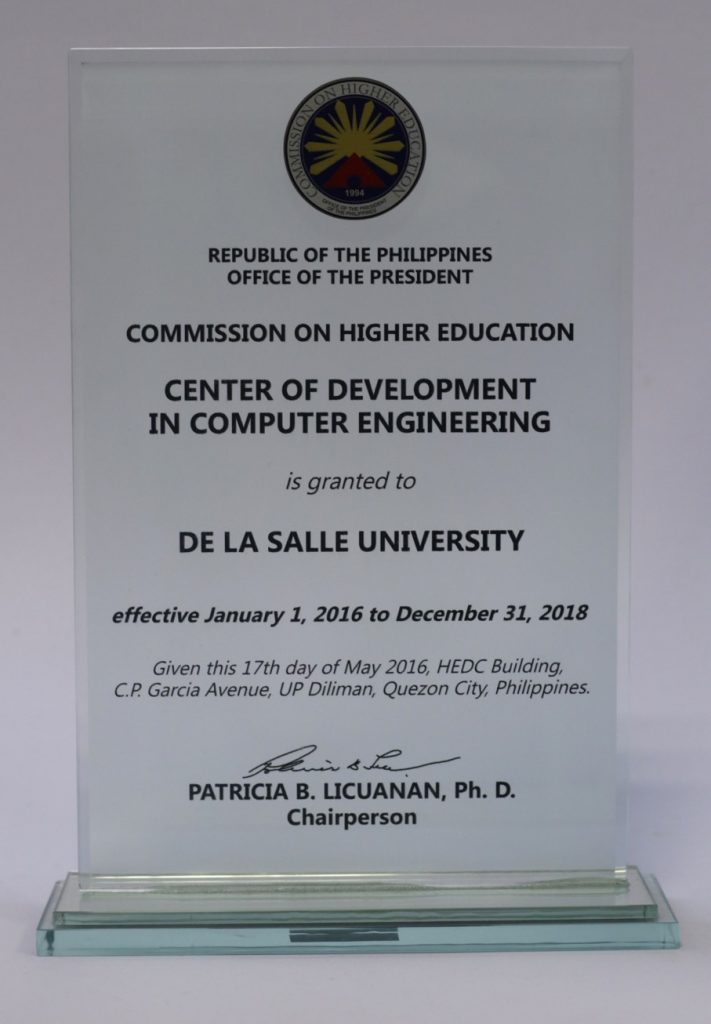 COMMISSION ON HIGHER EDUCATION
1994
OFFICE OF THE PRESIDENT
OF THE PHILIPPINES
REPUBLIC OF THE PHILIPPINES
OFFICE OF THE PRESIDENT
COMMISSION ON HIGHER EDUCATION
CENTER OF DEVELOPMENT
IN COMPUTER ENGINEERING
is granted to
DE LA SALLE UNIVERSITY
effective January 1, 2016 to December 31, 2018
Given this 17th day of May 2016, HEDC Building,
C.P. Garcia Avenue, UP Diliman, Quezon City, Philippines.
PATRICIA B. LICUANAN, Ph. D.
Chairperson